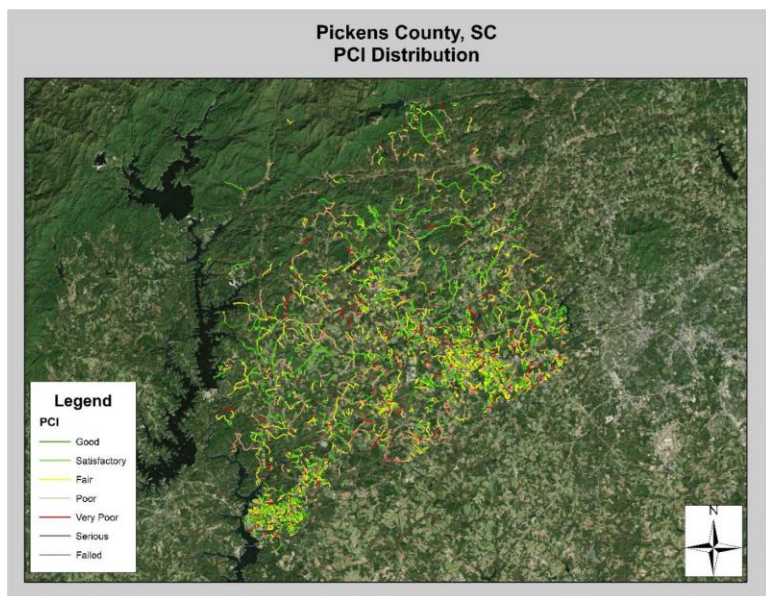 Pickens County, SC
PCI Distribution
Legend
PCI
Good
Satisfactory
Fair
Poor
Very Poor
Serious
Failed
N